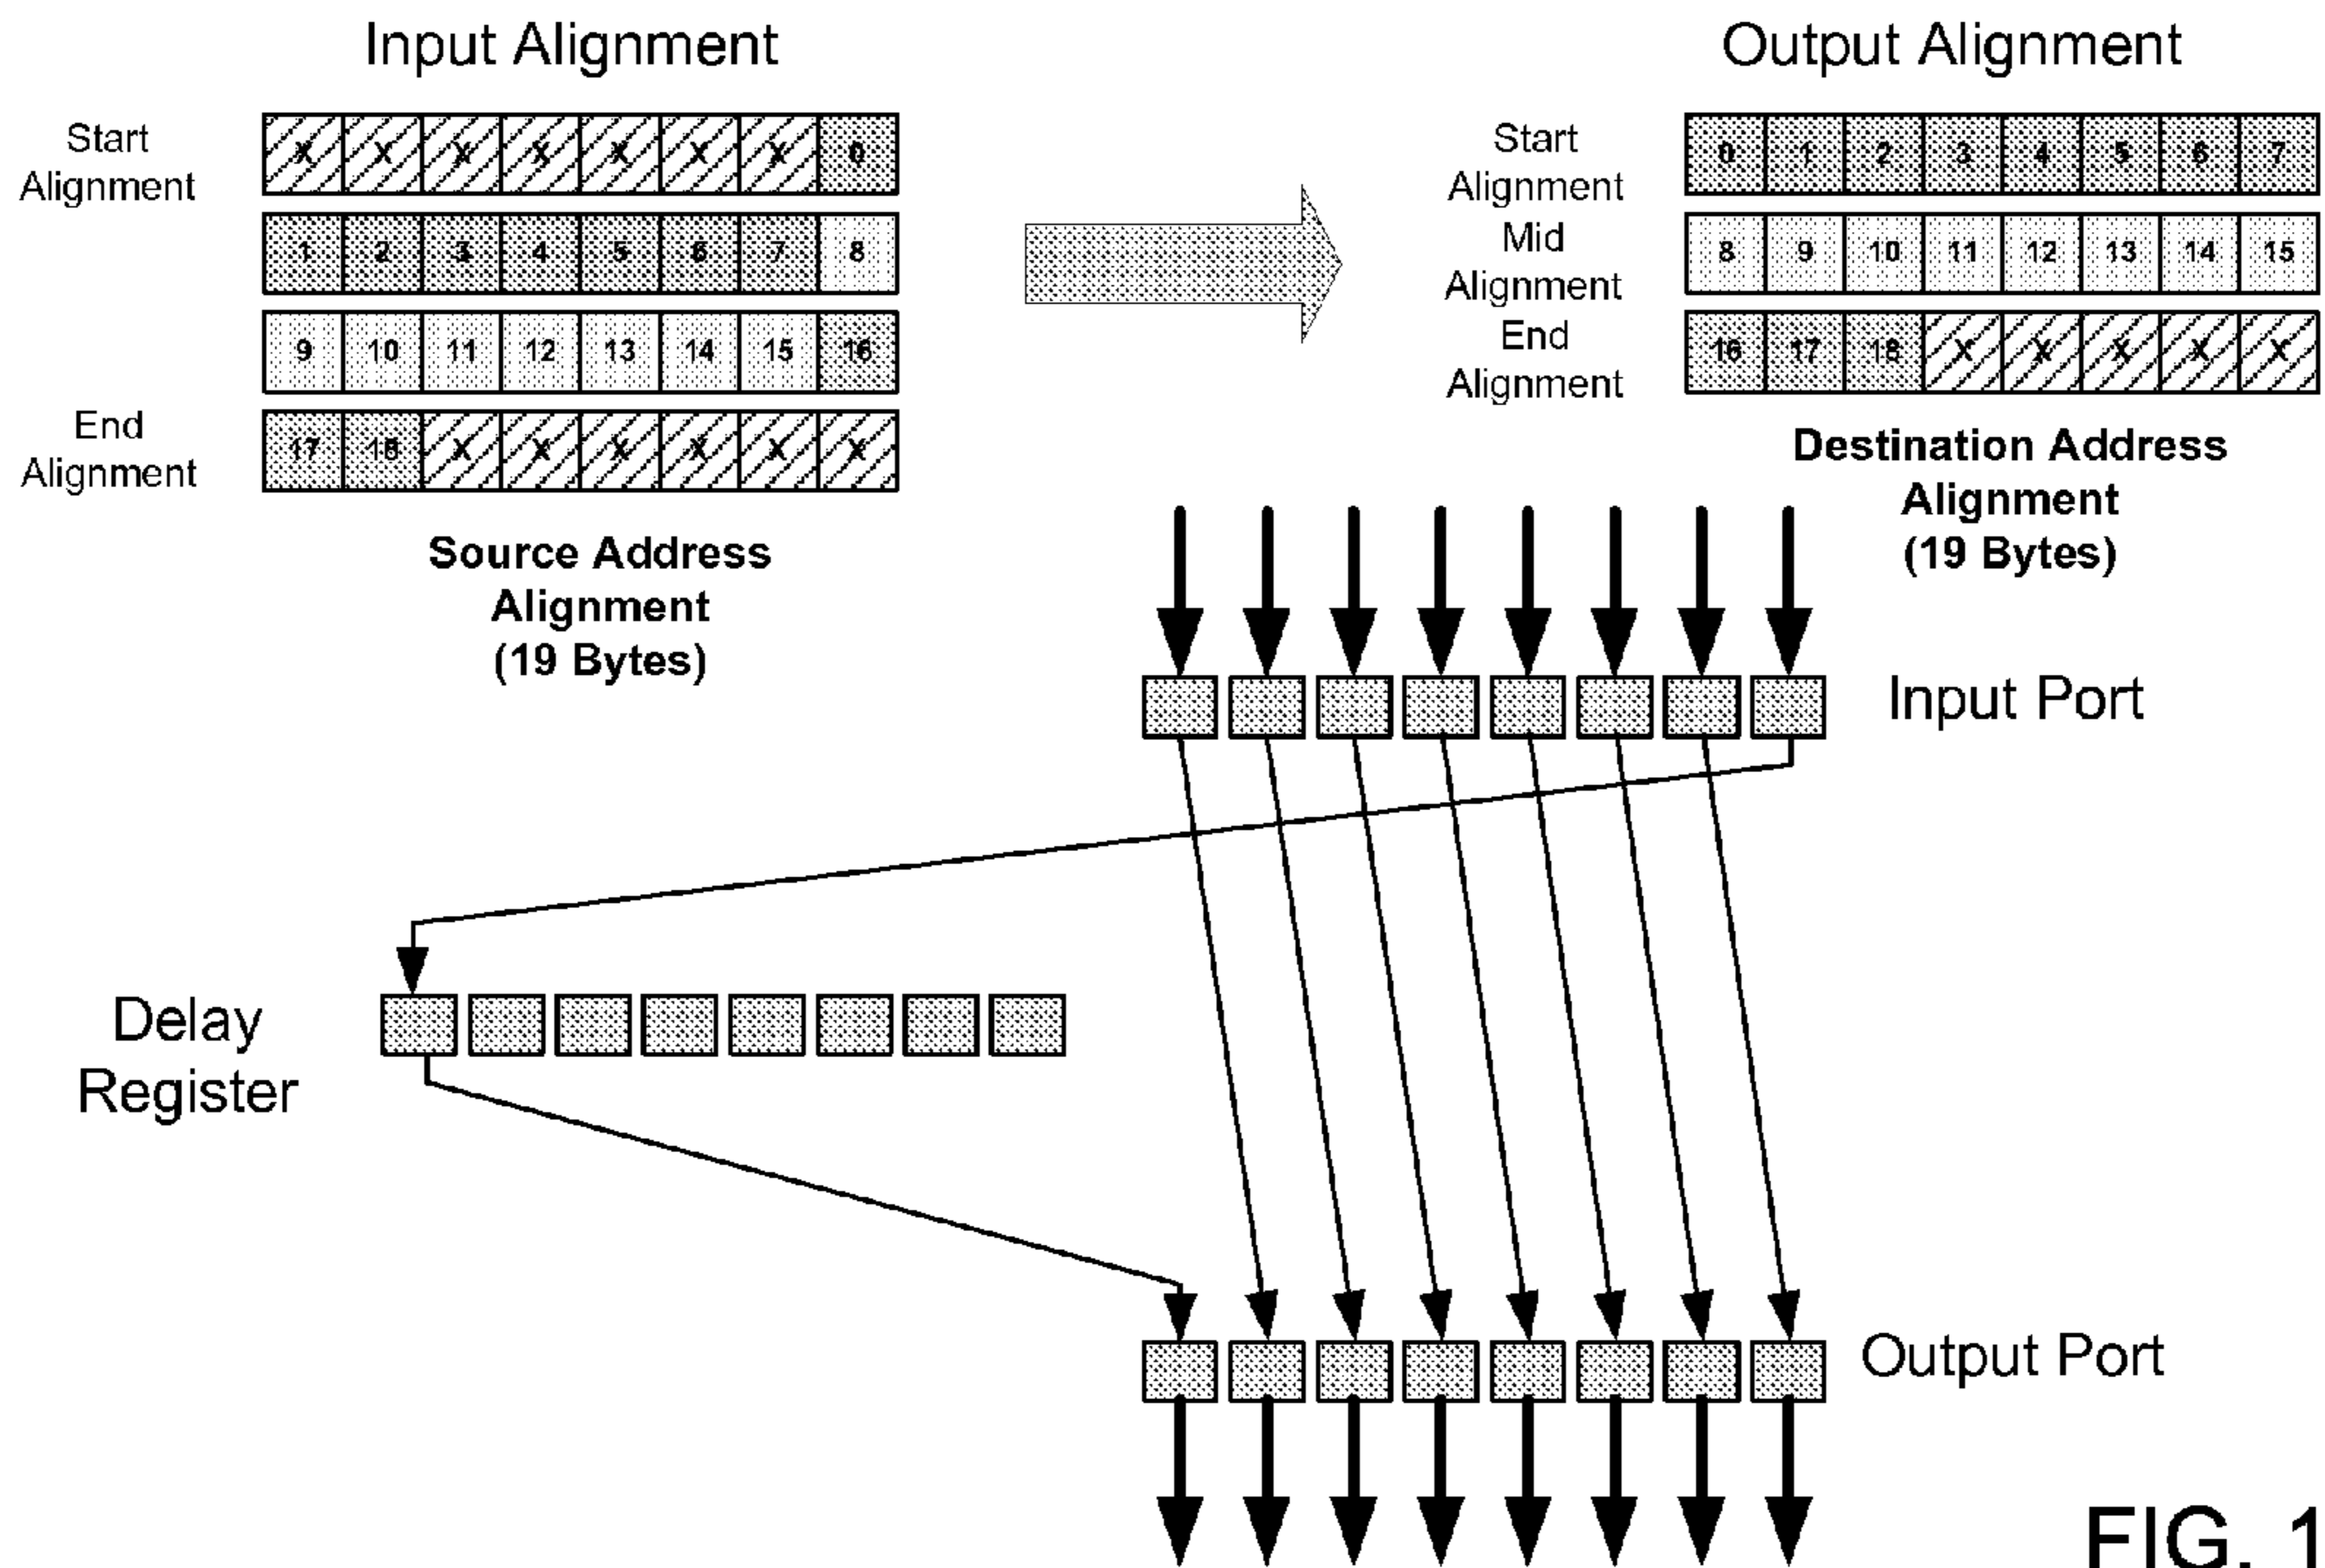 Input Alignment
Start
Alignment
X X X X X X X 0
1 2 3 4 5 6 7 8
9 10 11 12 13 14 15 16
End
Alignment
17 18 X X X X X X
Source Address
Alignment
(19 Bytes)
Output Alignment
Start
Alignment
0 1 2 3 4 5 6 7
Mid
Alignment
8 9 10 11 12 13 14 15
End
Alignment
16 17 18 X X X X X
Destination Address
Alignment
(19 Bytes)
Input Port
Delay
Register
Output Port
FIG. 1